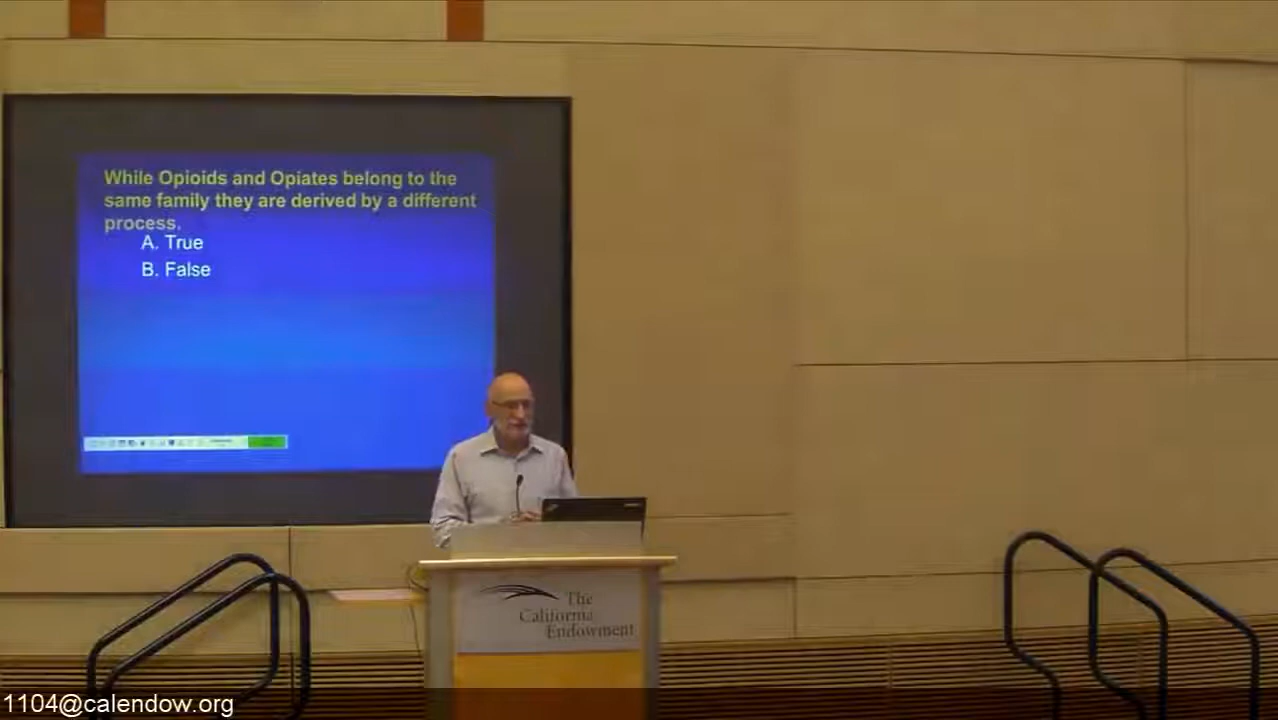 While Opioids and Opiates belong to the
same family they are derived by a different
process.
A. True
B. False
The
California
Endowment
1104@calendow.org